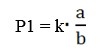 P1 = k· a/b